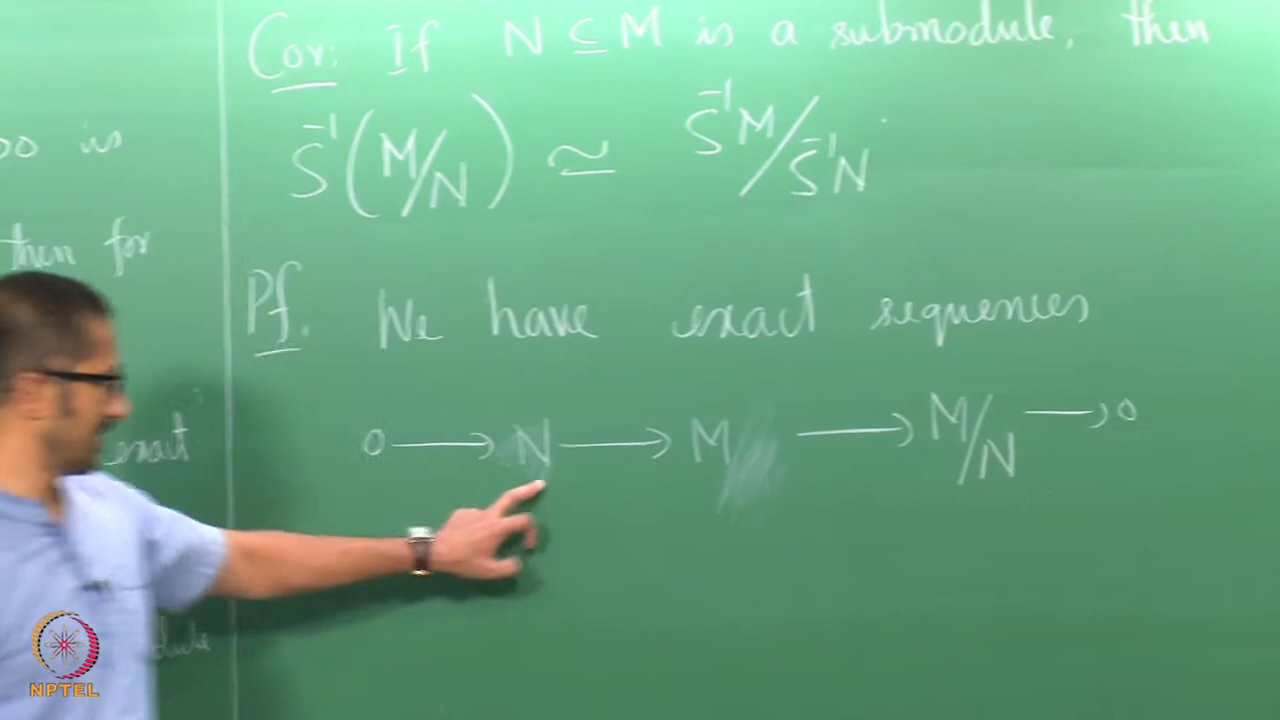 Cor: If N ⊆ M is a submodule, then
S⁻¹(M/N) ≃ S⁻¹M/S⁻¹N
Pf. We have exact sequences
0 → N → M → M/N → 0
is
then for
exact
NPTEL